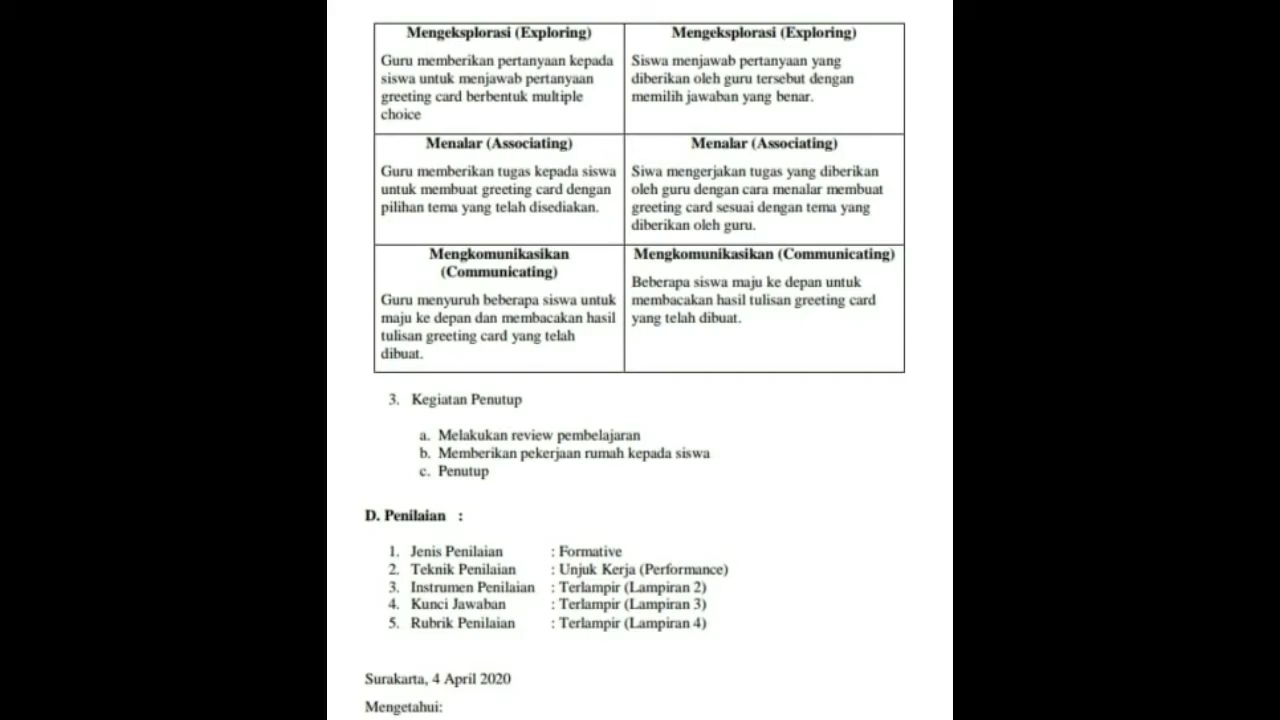 Mengeksplorasi (Exploring)
Guru memberikan pertanyaan kepada
siswa untuk menjawab pertanyaan
greeting card berbentuk multiple
choice
Mengeksplorasi (Exploring)
Siswa menjawab pertanyaan yang
diberikan oleh guru tersebut dengan
memilih jawaban yang benar.
Menalar (Associating)
Guru memberikan tugas kepada siswa
untuk membuat greeting card dengan
pilihan tema yang telah disediakan.
Menalar (Associating)
Siwa mengerjakan tugas yang diberikan
oleh guru dengan cara menalar membuat
greeting card sesuai dengan tema yang
diberikan oleh guru.
Mengkomunikasikan
(Communicating)
Guru menyuruh beberapa siswa untuk
maju ke depan dan membacakan hasil
tulisan greeting card yang telah
dibuat.
Mengkomunikasikan (Communicating)
Beberapa siswa maju ke depan untuk
membacakan hasil tulisan greeting card
yang telah dibuat.
3. Kegiatan Penutup
a. Melakukan review pembelajaran
b. Memberikan pekerjaan rumah kepada siswa
c. Penutup
D. Penilaian :
1. Jenis Penilaian : Formative
2. Teknik Penilaian : Unjuk Kerja (Performance)
3. Instrumen Penilaian : Terlampir (Lampiran 2)
4. Kunci Jawaban : Terlampir (Lampiran 3)
5. Rubrik Penilaian : Terlampir (Lampiran 4)
Surakarta, 4 April 2020
Mengetahui: